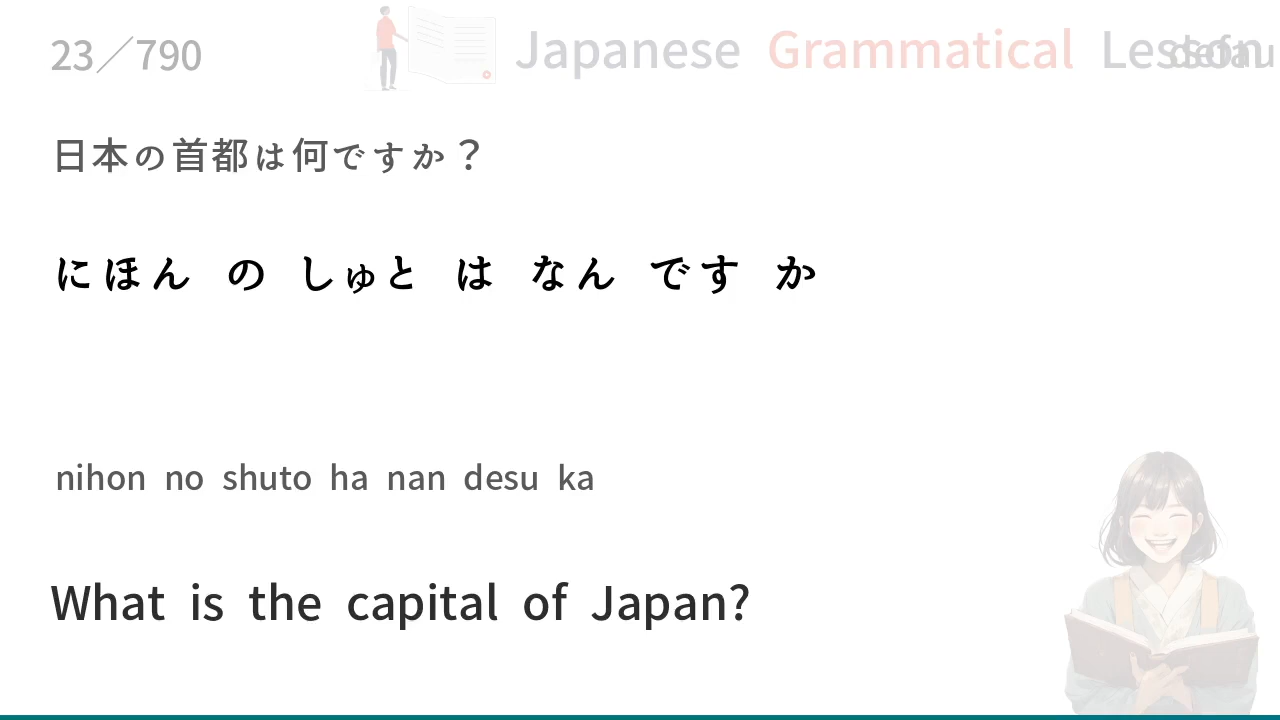 23／790
Japanese Grammatical Lesson
日本の首都は何ですか？
にほん の しゅと は なん です か
nihon no shuto ha nan desu ka
What is the capital of Japan?